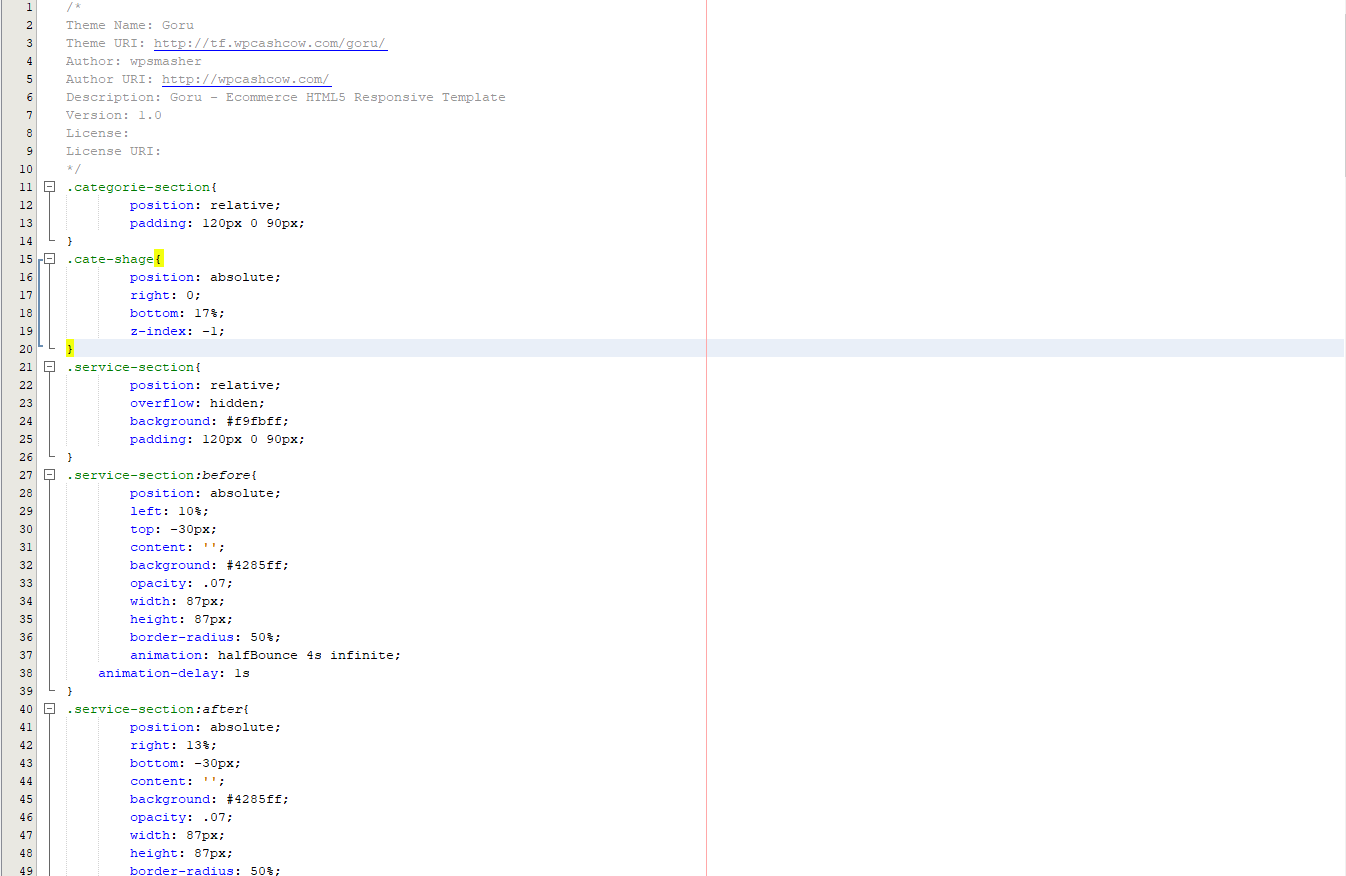 1 /*
2 Theme Name: Goru
3 Theme URI: http://tf.wpcashcow.com/goru/
4 Author: wpsmasher
5 Author URI: http://wpcashcow.com/
6 Description: Goru - Ecommerce HTML5 Responsive Template
7 Version: 1.0
8 License:
9 License URI:
10 */
11 .categorie-section{
12 position: relative;
13 padding: 120px 0 90px;
14 }
15 .cate-shage{
16 position: absolute;
17 right: 0;
18 bottom: 17%;
19 z-index: -1;
20 }
21 .service-section{
22 position: relative;
23 overflow: hidden;
24 background: #f9fbff;
25 padding: 120px 0 90px;
26 }
27 .service-section:before{
28 position: absolute;
29 left: 10%;
30 top: -30px;
31 content: '';
32 background: #4285ff;
33 opacity: .07;
34 width: 87px;
35 height: 87px;
36 border-radius: 50%;
37 animation: halfBounce 4s infinite;
38 animation-delay: 1s
39 }
40 .service-section:after{
41 position: absolute;
42 right: 13%;
43 bottom: -30px;
44 content: '';
45 background: #4285ff;
46 opacity: .07;
47 width: 87px;
48 height: 87px;
49 border-radius: 50%;